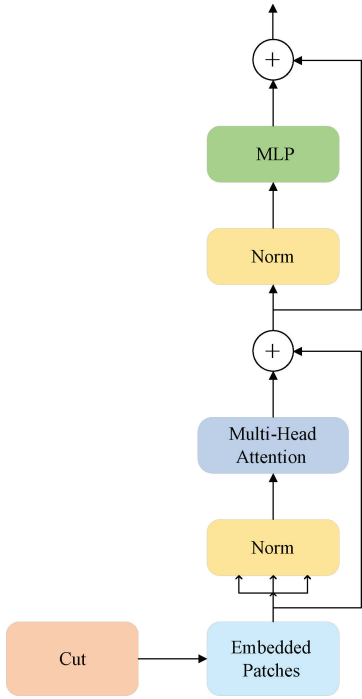 +
MLP
Norm
+
Multi-Head
Attention
Norm
Cut
Embedded
Patches